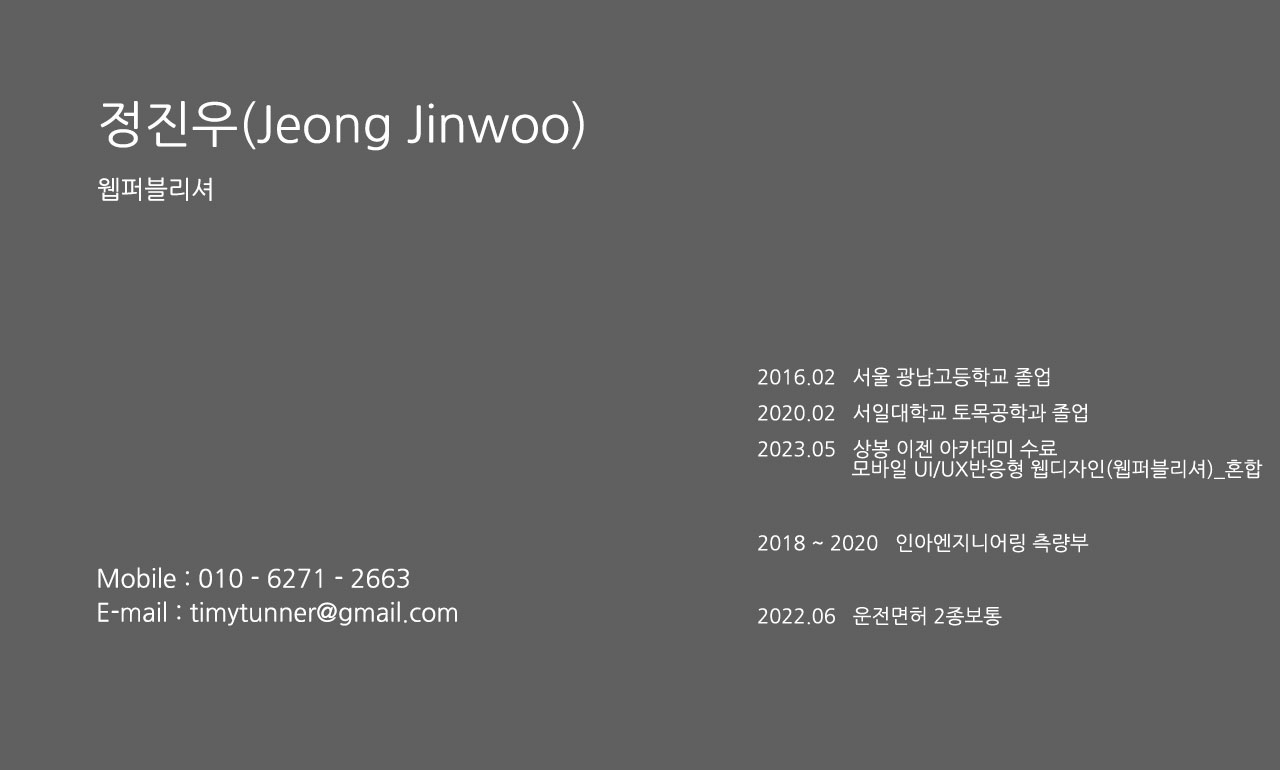 정진우(Jeong Jinwoo)
웹퍼블리셔
2016.02 서울 광남고등학교 졸업
2020.02 서일대학교 토목공학과 졸업
2023.05 상봉 이젠 아카데미 수료
모바일 UI/UX반응형 웹디자인(웹퍼블리셔)_혼합
2018 ~ 2020 인아엔지니어링 측량부
2022.06 운전면허 2종보통
Mobile : 010 - 6271 - 2663
E-mail : timytunner@gmail.com